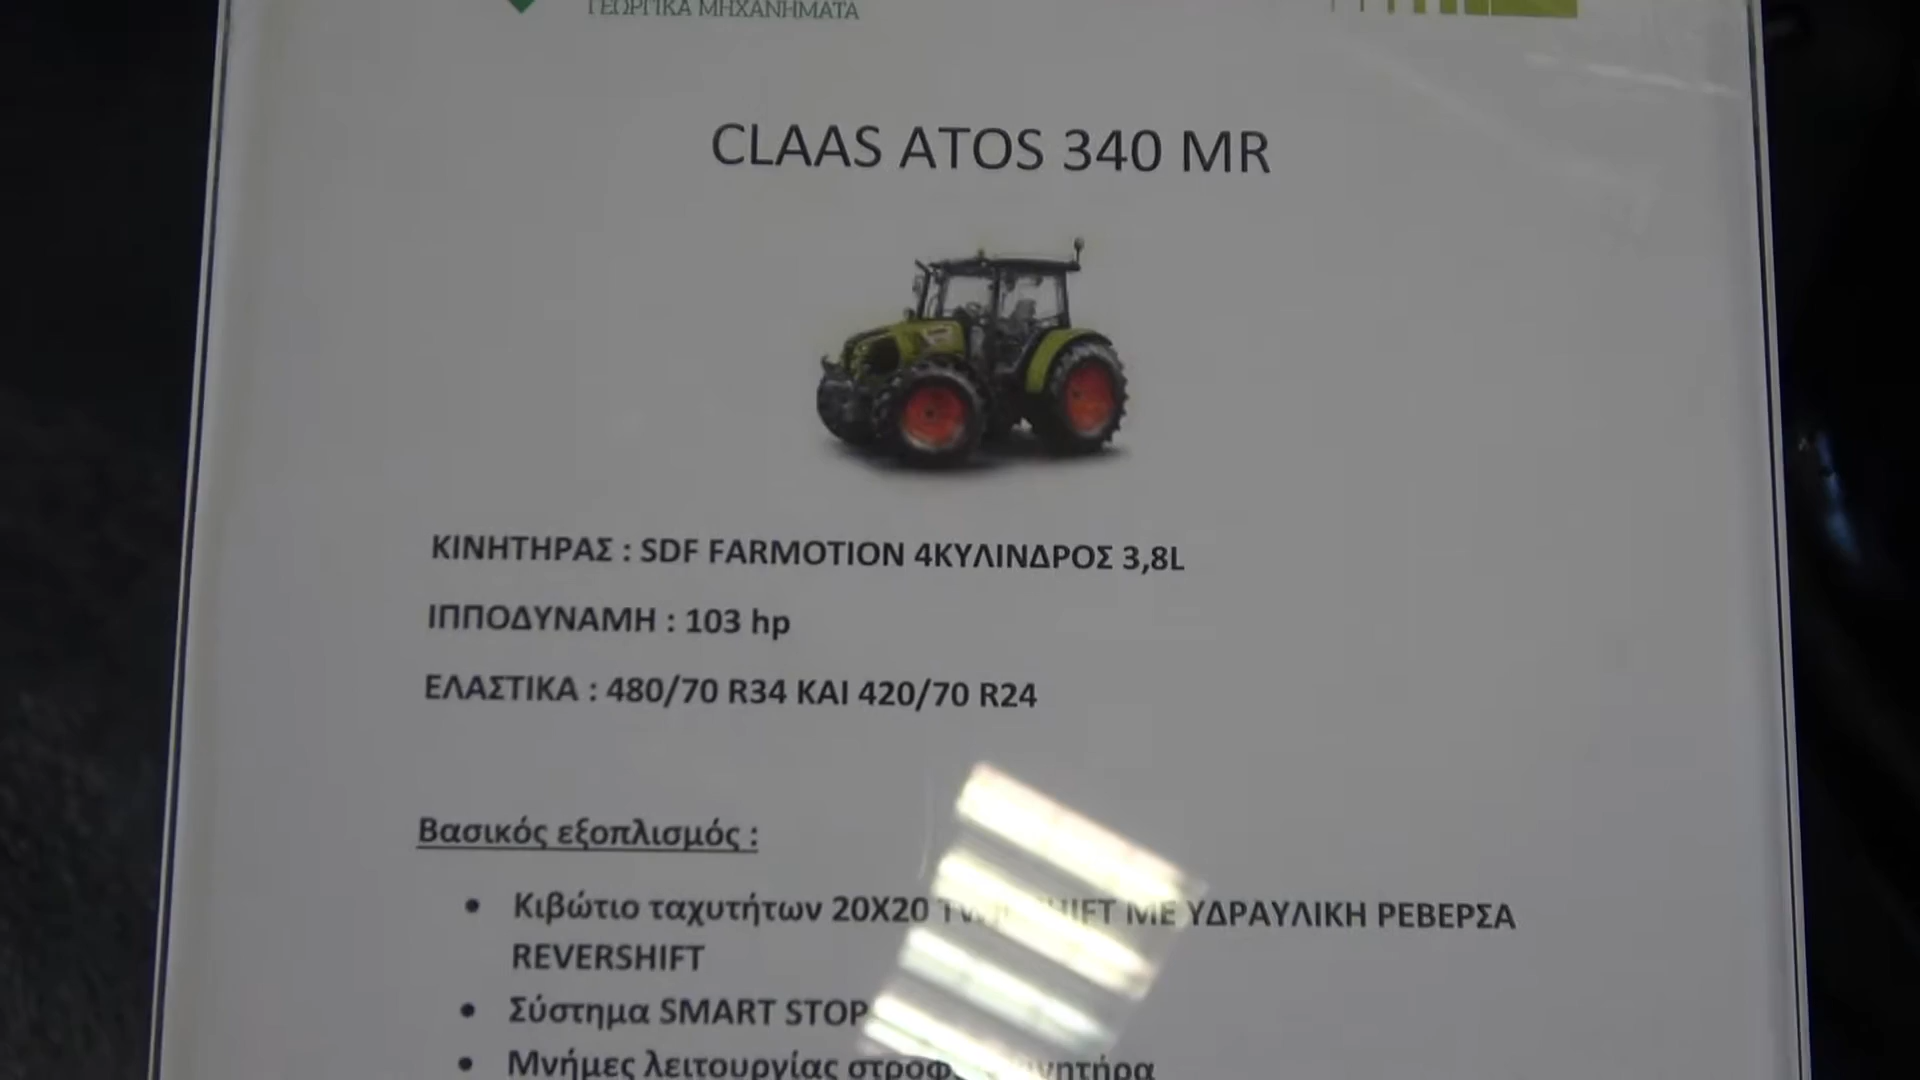 ΓΕΩΡΓΙΚΑ ΜΗΧΑΝΗΜΑΤΑ
CLAAS ATOS 340 MR
ΚΙΝΗΤΗΡΑΣ : SDF FARMOTION 4ΚΥΛΙΝΔΡΟΣ 3,8L
ΙΠΠΟΔΥΝΑΜΗ : 103 hp
ΕΛΑΣΤΙΚΑ : 480/70 R34 ΚΑΙ 420/70 R24
Βασικός εξοπλισμός :
• Κιβώτιο ταχυτήτων 20X20 ΜΕ ΥΔΡΑΥΛΙΚΗ ΡΕΒΕΡΣΑ
REVERSHIFT
• Σύστημα SMART STOP
• Μνήμες λειτουργίας